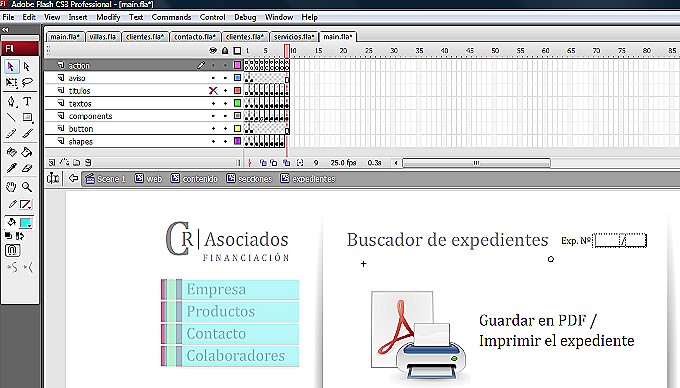 Adobe Flash CS3 Professional - [main.fla*]
File Edit View Insert Modify Text Commands Control Debug Window Help
main.fla* villas.fla clientes.fla* contacto.fla* clientes.fla* servicios.fla* main.fla*
Fl
1 5 10 15 20 25 30 35 40 45 50 55 60 65 70 75 80 85
action
aviso
titulos
textos
components
button
shapes
9 25.0 fps 0.3s
Scene 1 web contenido secciones expedientes
CR|Asociados
FINANCIACIÓN
Buscador de expedientes Exp. Nº /
Empresa
Productos
Contacto
Colaboradores
Guardar en PDF /
Imprimir el expediente